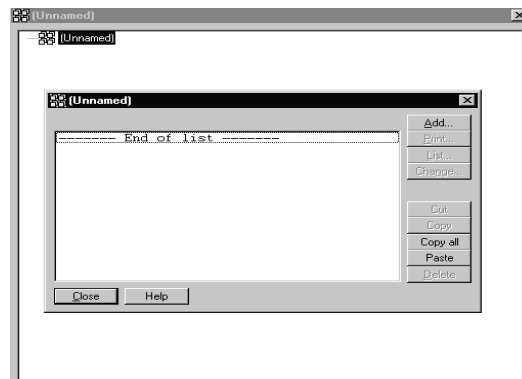 (Unnamed)
(Unnamed)
(Unnamed)
------- End of list -------
Add...
Print...
List...
Change...
Cut
Copy
Copy all
Paste
Delete
Close
Help